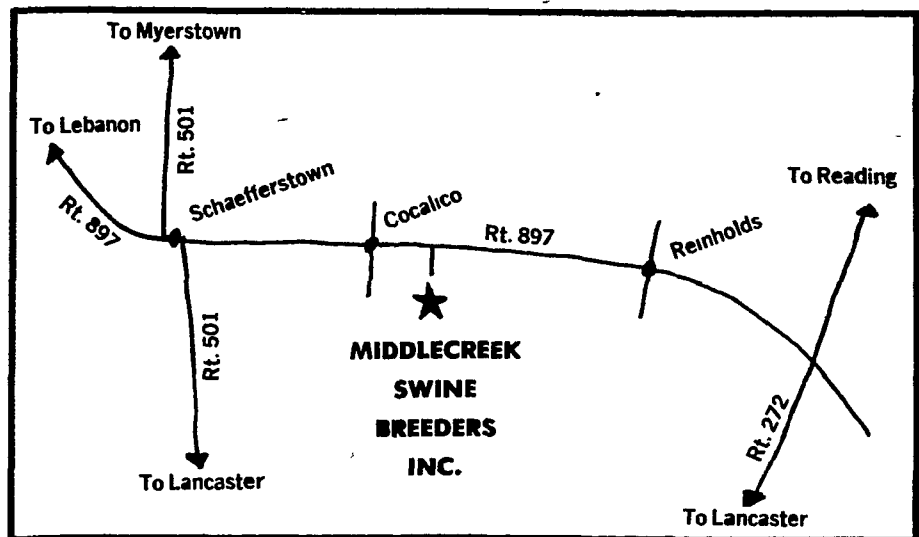 To Myerstown
To Lebanon
Rt. 501
Schaefferstown
Cocalico
To Reading
Rt. 897
Rt. 897
Reinholds
Rt. 501
MIDDLECREEK
SWINE
BREEDERS
INC.
Rt. 272
To Lancaster
To Lancaster